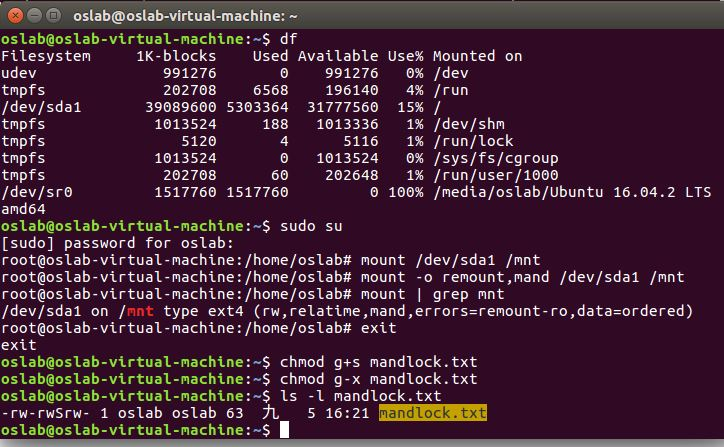 oslab@oslab-virtual-machine: ~
oslab@oslab-virtual-machine:~$ df
Filesystem     1K-blocks    Used Available Use% Mounted on
udev              991276       0    991276   0% /dev
tmpfs             202708    6568    196140   4% /run
/dev/sda1       39089600 5303364  31777560  15% /
tmpfs            1013524     188   1013336   1% /dev/shm
tmpfs               5120       4      5116   1% /run/lock
tmpfs            1013524       0   1013524   0% /sys/fs/cgroup
tmpfs             202708      60    202648   1% /run/user/1000
/dev/sr0         1517760 1517760         0 100% /media/oslab/Ubuntu 16.04.2 LTS
amd64
oslab@oslab-virtual-machine:~$ sudo su
[sudo] password for oslab:
root@oslab-virtual-machine:/home/oslab# mount /dev/sda1 /mnt
root@oslab-virtual-machine:/home/oslab# mount -o remount,mand /dev/sda1 /mnt
root@oslab-virtual-machine:/home/oslab# mount | grep mnt
/dev/sda1 on /mnt type ext4 (rw,relatime,mand,errors=remount-ro,data=ordered)
root@oslab-virtual-machine:/home/oslab# exit
exit
oslab@oslab-virtual-machine:~$ chmod g+s mandlock.txt
oslab@oslab-virtual-machine:~$ chmod g-x mandlock.txt
oslab@oslab-virtual-machine:~$ ls -l mandlock.txt
-rw-rwSrw- 1 oslab oslab 63  九   5 16:21 mandlock.txt
oslab@oslab-virtual-machine:~$